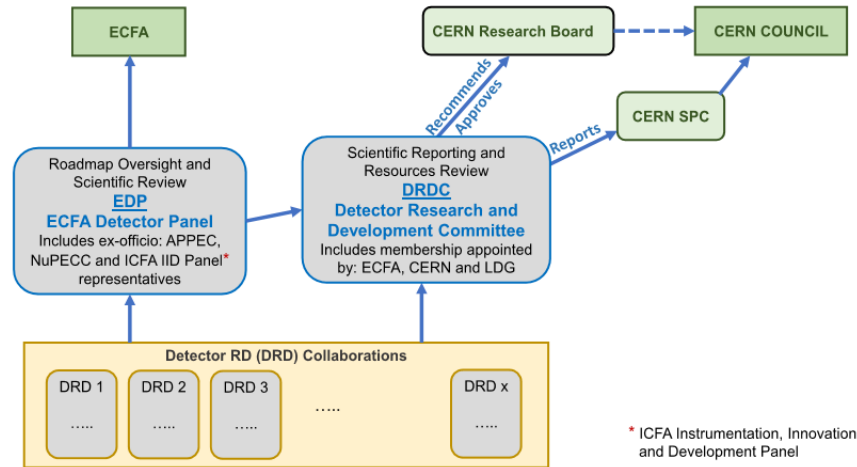 ECFA
CERN Research Board
CERN COUNCIL
Recommends
Approves
Reports
CERN SPC
Roadmap Oversight and
Scientific Review
EDP
ECFA Detector Panel
Includes ex-officio: APPEC,
NuPECC and ICFA IID Panel*
representatives
Scientific Reporting and
Resources Review
DRDC
Detector Research and
Development Committee
Includes membership appointed
by: ECFA, CERN and LDG
Detector RD (DRD) Collaborations
DRD 1
…..
DRD 2
…..
DRD 3
…..
…..
DRD x
…..
* ICFA Instrumentation, Innovation
and Development Panel